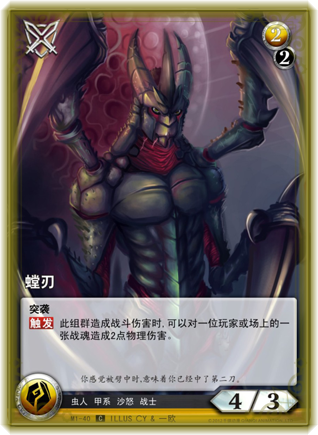 2
2
螳刃
突袭
触发 此组群造成战斗伤害时，可以对一位玩家或场上的一
张战魂造成2点物理伤害。
你感觉被劈中时，意味着你已经中了第二刀。
虫人 甲系 沙怒 战士
4/3
M1-40 C ILLUS.CY & 一欧